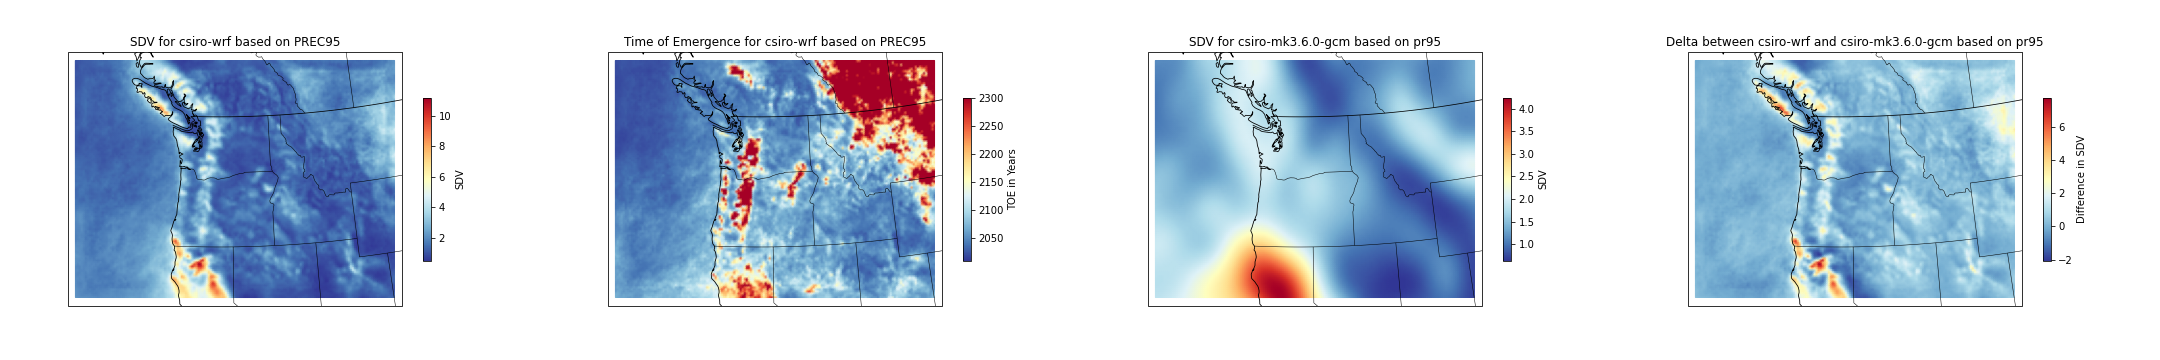 SDV for csiro-wrf based on PREC95
10
8
6
4
2
SDV
Time of Emergence for csiro-wrf based on PREC95
2300
2250
2200
2150
2100
2050
TOE in Years
SDV for csiro-mk3.6.0-gcm based on pr95
4.0
3.5
3.0
2.5
2.0
1.5
1.0
SDV
Delta between csiro-wrf and csiro-mk3.6.0-gcm based on pr95
6
4
2
0
−2
Difference in SDV